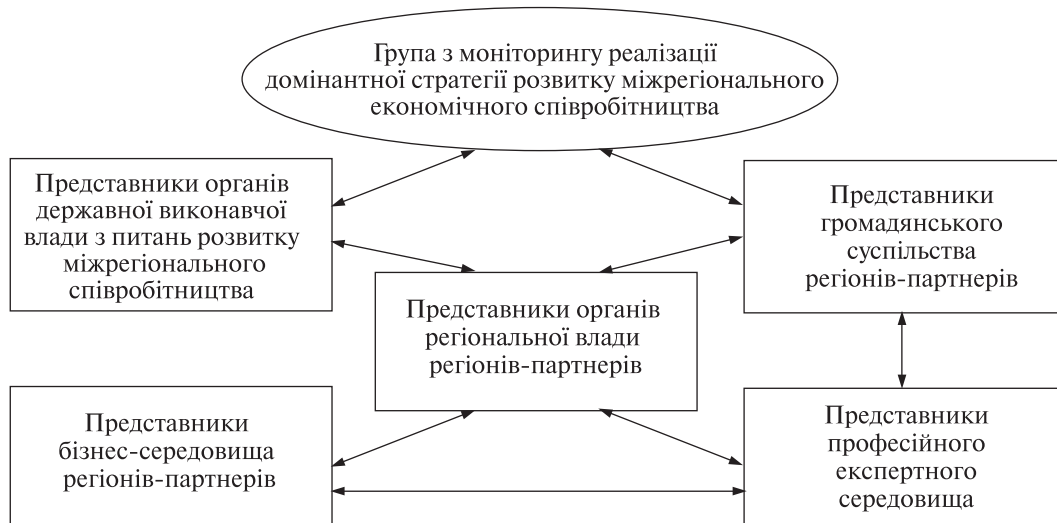 Група з моніторингу реалізації
домінантної стратегії розвитку міжрегіонального
економічного співробітництва
Представники органів
державної виконавчої
влади з питань розвитку
міжрегіонального
співробітництва
Представники
громадянського
суспільства
регіонів-партнерів
Представники органів
регіональної влади
регіонів-партнерів
Представники
бізнес-середовища
регіонів-партнерів
Представники
професійного
експертного
середовища